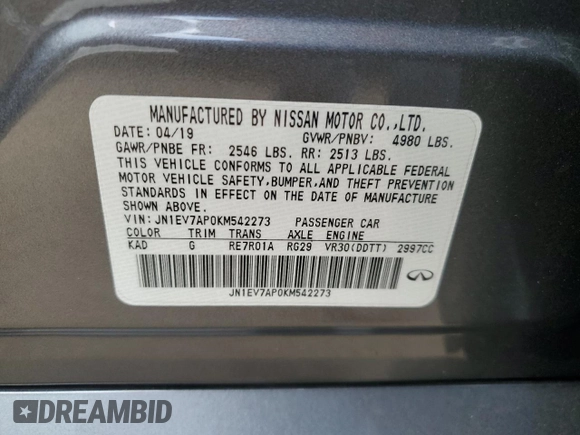 MANUFACTURED BY NISSAN MOTOR CO.,LTD.
DATE: 04/19 GVWR/PNBV: 4980 LBS.
GAWR/PNBE FR: 2546 LBS. RR: 2513 LBS.
THIS VEHICLE CONFORMS TO ALL APPLICABLE FEDERAL
MOTOR VEHICLE SAFETY,BUMPER,AND THEFT PREVENTION
STANDARDS IN EFFECT ON THE DATE OF MANUFACTURE
SHOWN ABOVE.
VIN: JN1EV7AP0KM542273 PASSENGER CAR
COLOR TRIM TRANS AXLE ENGINE
KAD G RE7R01A RG29 VR30(DDTT) 2997CC
JN1EV7AP0KM542273
DREAMBID